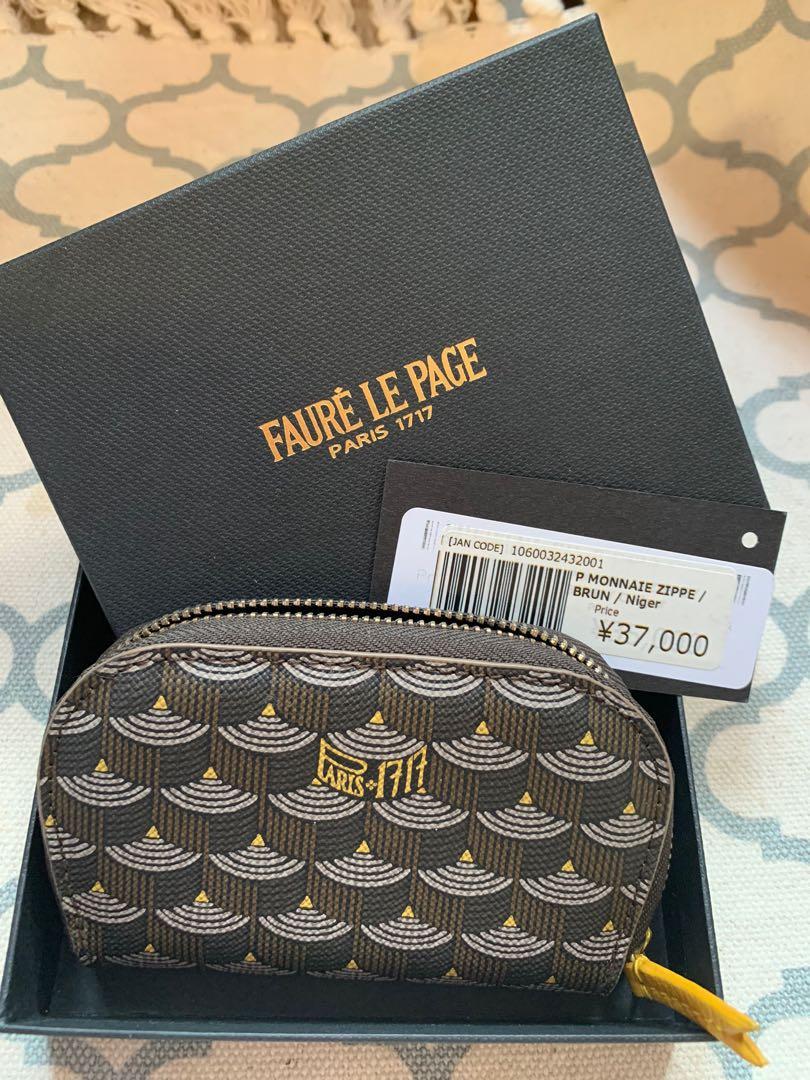 FAURÉ LE PAGE
PARIS 1717
[JAN CODE] 1060032432001
P MONNAIE ZIPPE /
BRUN / Niger
Price
¥37,000
PARIS 1717